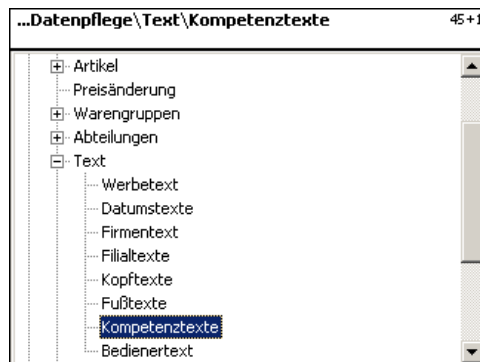 ...Datenpflege\Text\Kompetenztexte 45+1
Artikel
Preisänderung
Warengruppen
Abteilungen
Text
Werbetext
Datumstexte
Firmentext
Filialtexte
Kopftexte
Fußtexte
Kompetenztexte
Bedienertext